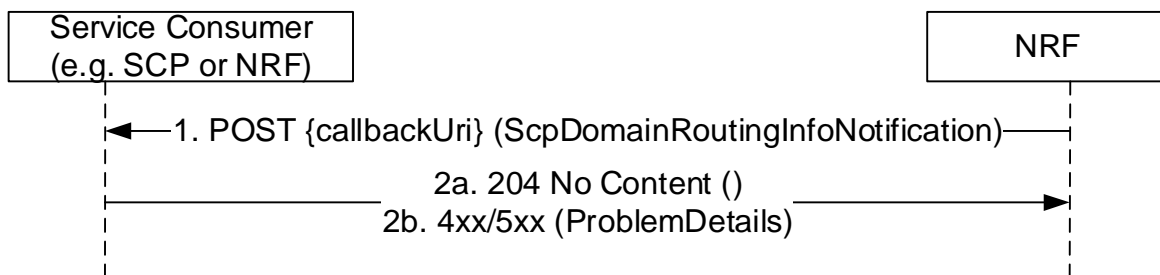 Service Consumer
(e.g. SCP or NRF)
NRF
1. POST {callbackUri} (ScpDomainRoutingInfoNotification)
2a. 204 No Content ()
2b. 4xx/5xx (ProblemDetails)